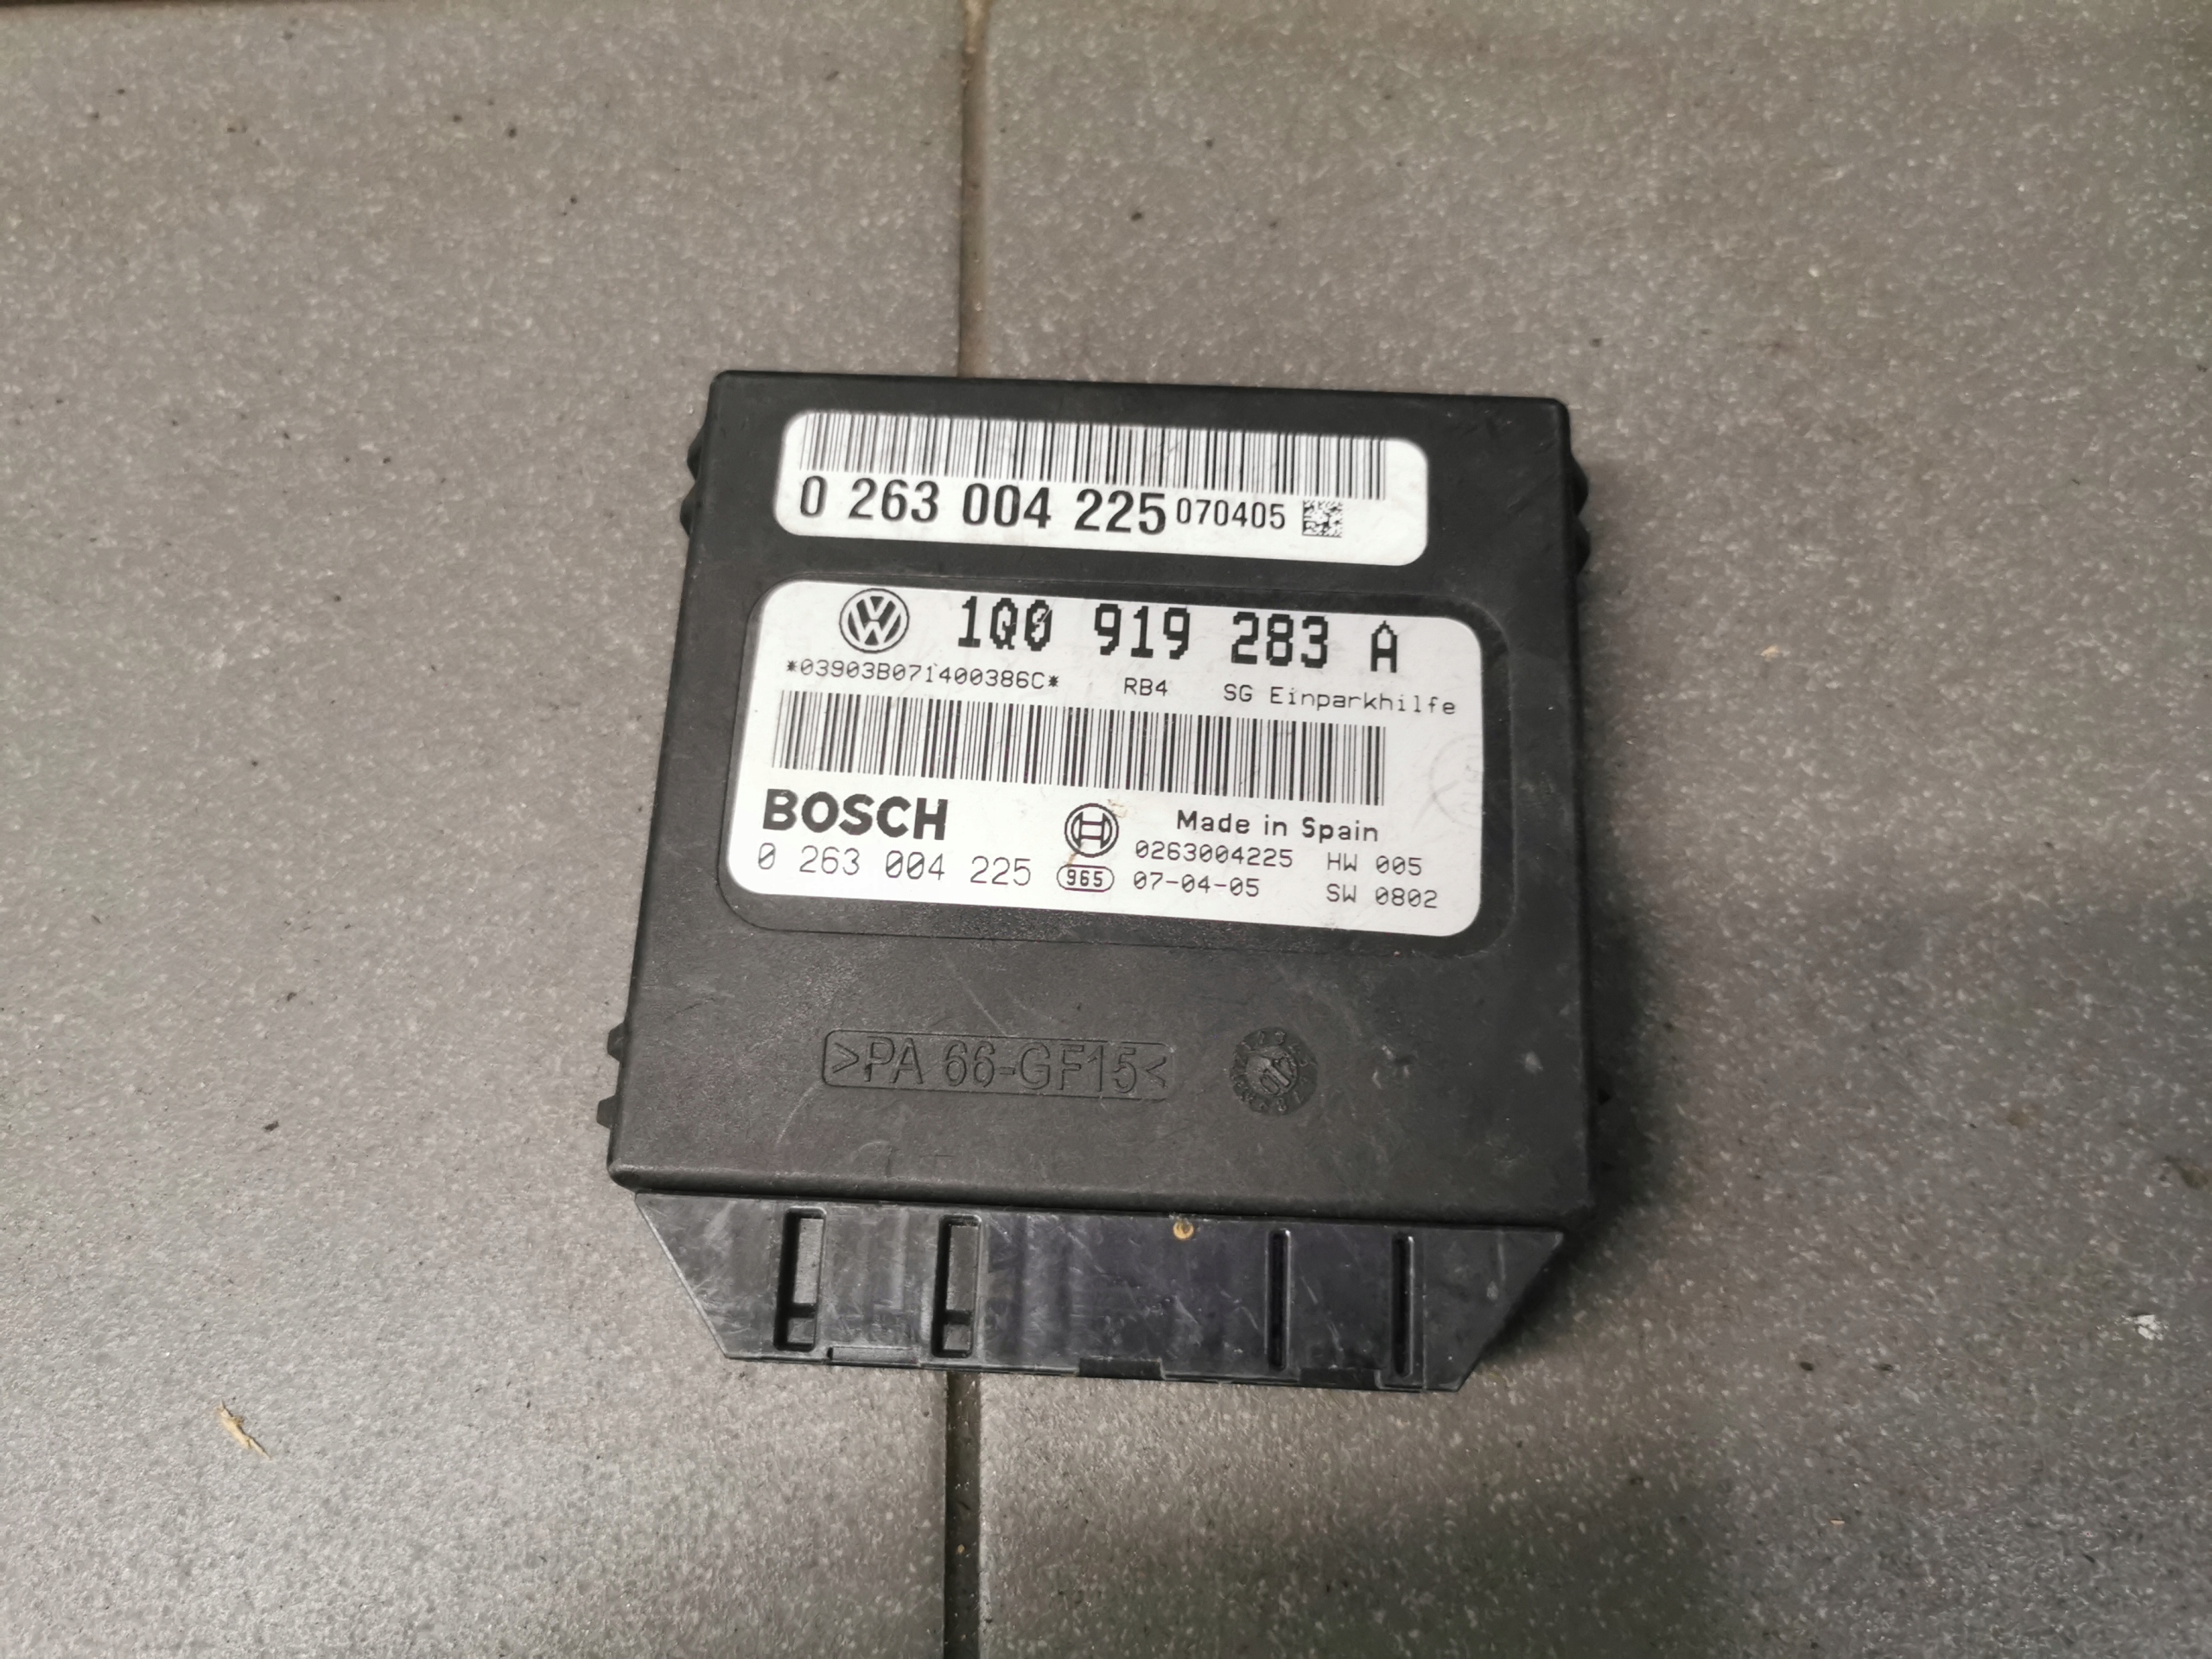 0 263 004 225 070405
1Q0 919 283 A
*03903B071400386C* RB4 SG Einparkhilfe
BOSCH
Made in Spain
0 263 004 225
0263004225 HW 005
965 07-04-05 SW 0802
>PA 66-GF15<